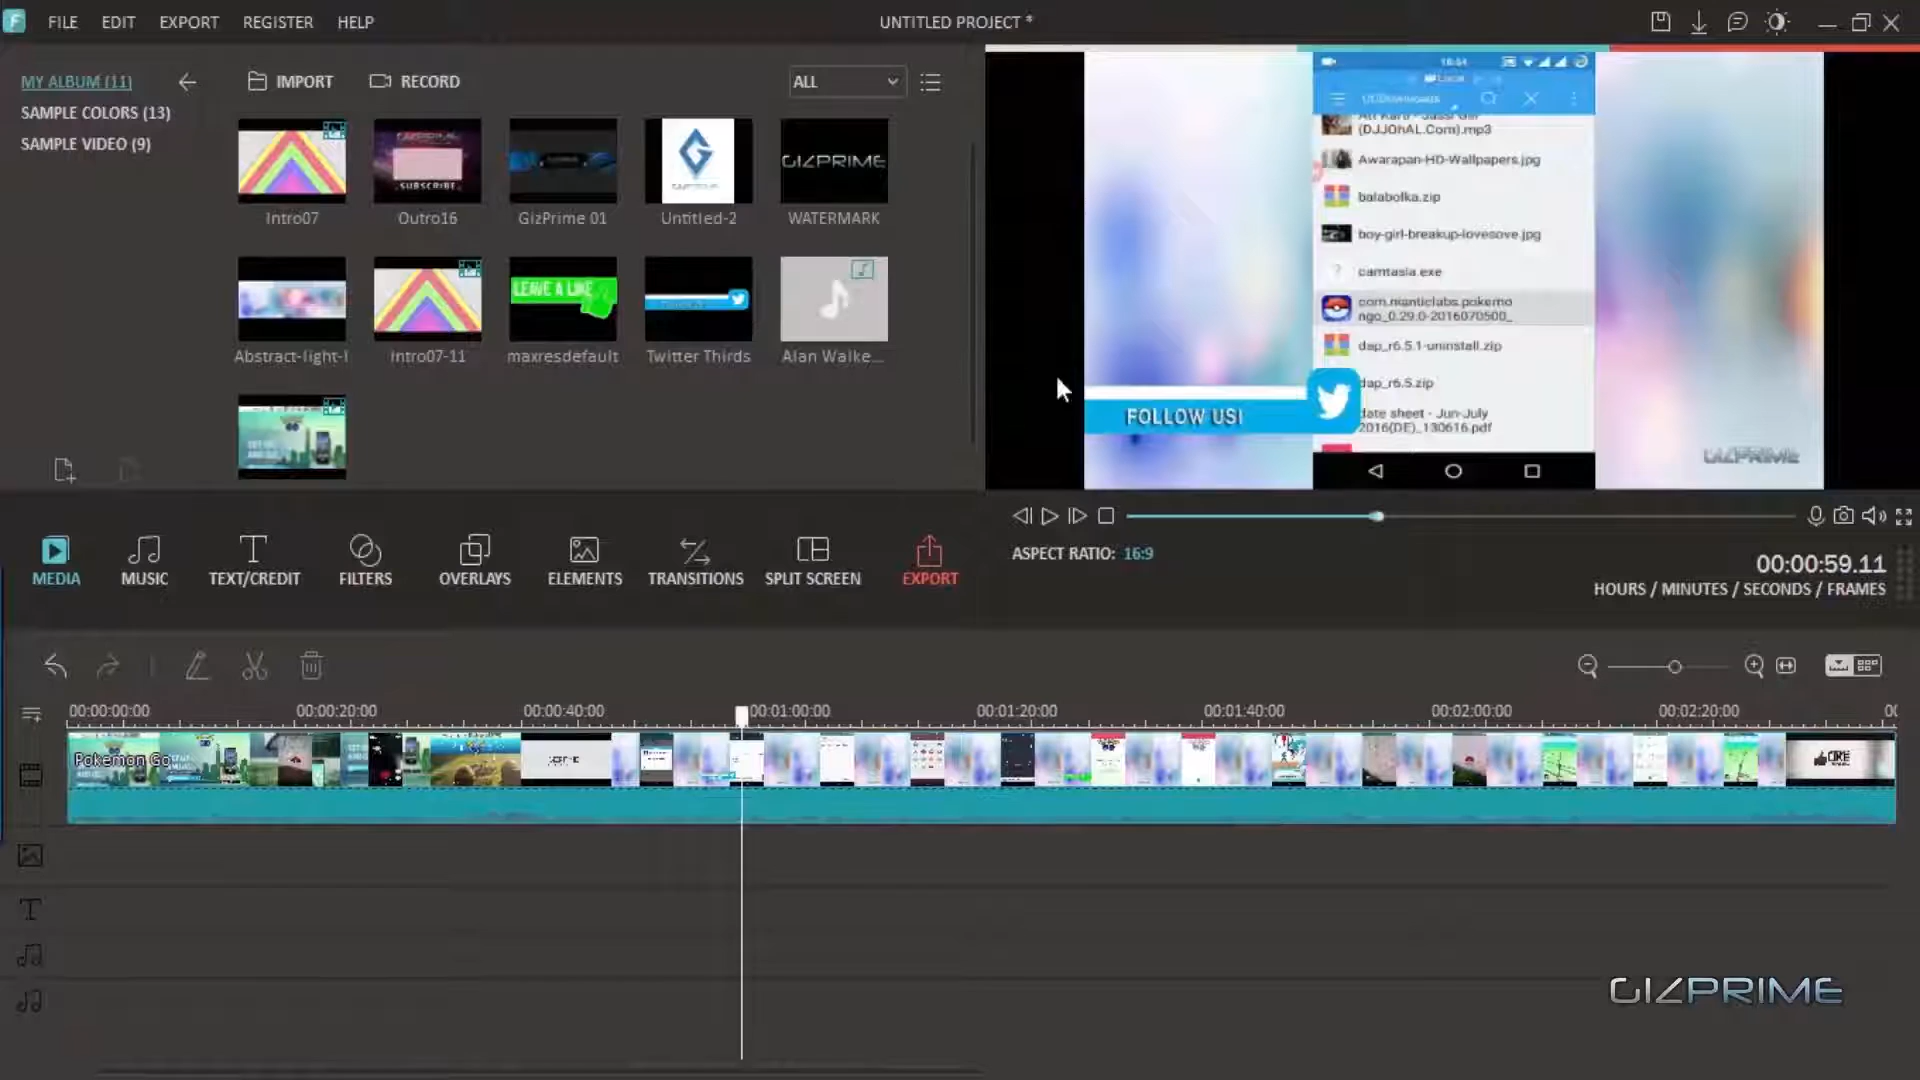 FILE EDIT EXPORT REGISTER HELP
UNTITLED PROJECT *
MY ALBUM (11)
SAMPLE COLORS (13)
SAMPLE VIDEO (9)
IMPORT RECORD ALL
SUBSCRIBE
GIZPRIME
Intro07 Outro16 GizPrime 01 Untitled-2 WATERMARK
LEAVE A LIKE
Abstract-light-l Intro07-11 maxresdefault Twitter Thirds Alan Walke...
(DJJOhAL.Com).mp3
Awarapan-HD-Wallpapers.jpg
balabolka.zip
boy-girl-breakup-lovesove.jpg
camtasia.exe
com.nianticlabs.pokemo
ngo_0.29.0-2016070500_
dap_r6.5.1-uninstall.zip
dap_r6.5.zip
date sheet - Jun-July
2016(DE)_130616.pdf
FOLLOW US!
GIZPRIME
MEDIA MUSIC TEXT/CREDIT FILTERS OVERLAYS ELEMENTS TRANSITIONS SPLIT SCREEN EXPORT
ASPECT RATIO: 16:9
00:00:59.11
HOURS / MINUTES / SECONDS / FRAMES
00:00:00:00 00:00:20:00 00:00:40:00 00:01:00:00 00:01:20:00 00:01:40:00 00:02:00:00 00:02:20:00
Pokemon Go
LIKE
GIZPRIME